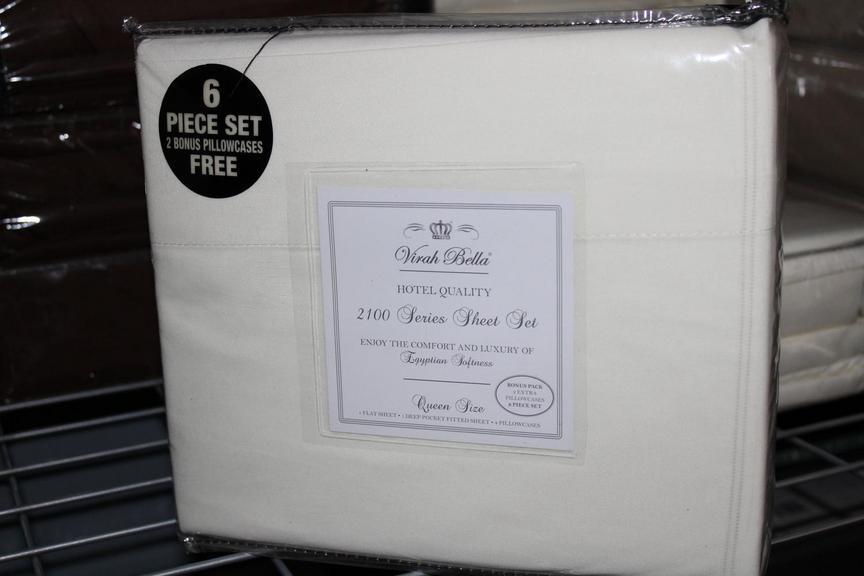 6
PIECE SET
2 BONUS PILLOWCASES
FREE
Virah Bella®
HOTEL QUALITY
2100 Series Sheet Set
ENJOY THE COMFORT AND LUXURY OF
Egyptian Softness
BONUS PACK
2 EXTRA
PILLOWCASES
6 PIECE SET
Queen Size
1 FLAT SHEET • 1 DEEP POCKET FITTED SHEET • 4 PILLOWCASES